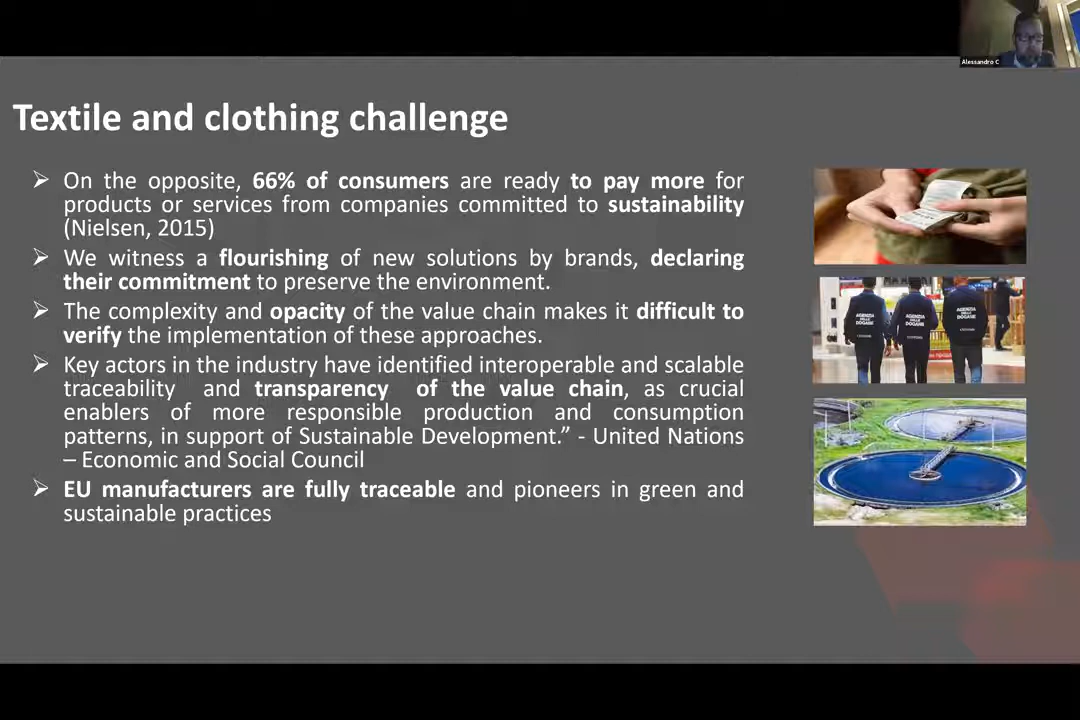 Alessandro C
Textile and clothing challenge
➢ On the opposite, 66% of consumers are ready to pay more for
products or services from companies committed to sustainability
(Nielsen, 2015)
➢ We witness a flourishing of new solutions by brands, declaring
their commitment to preserve the environment.
➢ The complexity and opacity of the value chain makes it difficult to
verify the implementation of these approaches.
➢ Key actors in the industry have identified interoperable and scalable
traceability and transparency of the value chain, as crucial
enablers of more responsible production and consumption
patterns, in support of Sustainable Development.” - United Nations
– Economic and Social Council
➢ EU manufacturers are fully traceable and pioneers in green and
sustainable practices
AGENZIA
DELLE
DOGANE
AGENZIA
DELLE
DOGANE
AGENZIA
DELLE
DOGANE